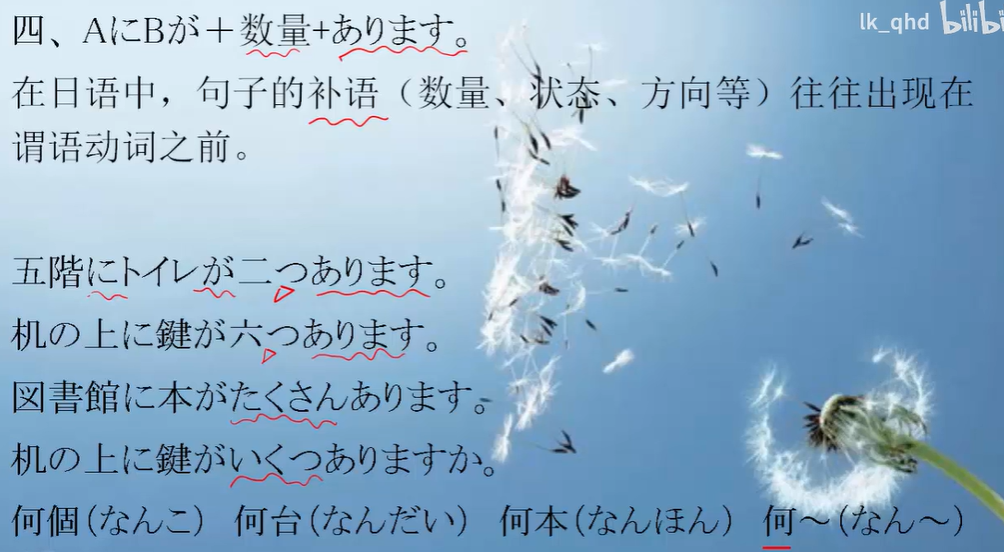 lk_qhd bilibi
四、AにBが＋数量+あります。
在日语中，句子的补语（数量、状态、方向等）往往出现在
谓语动词之前。
五階にトイレが二つあります。
机の上に鍵が六つあります。
図書館に本がたくさんあります。
机の上に鍵がいくつありますか。
何個（なんこ） 何台（なんだい） 何本（なんほん） 何～（なん～）